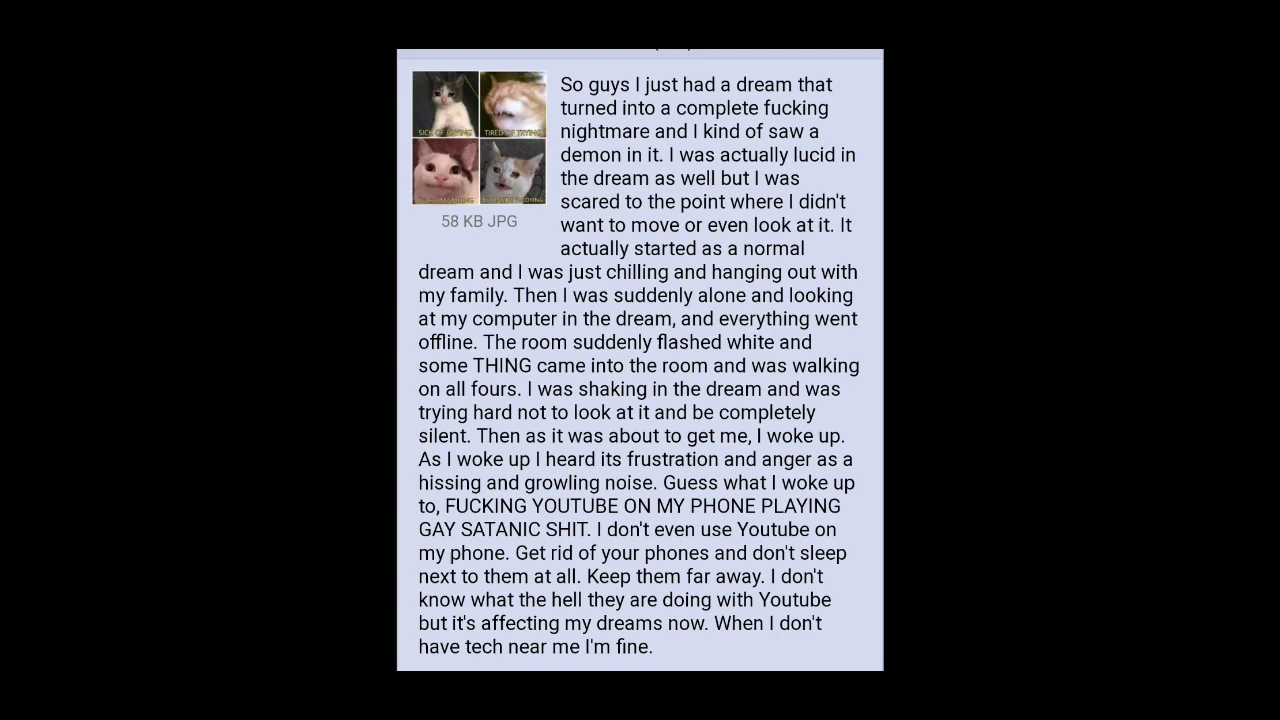 SICK OF CRYING
TIRED OF TRYING
58 KB JPG
So guys I just had a dream that
turned into a complete fucking
nightmare and I kind of saw a
demon in it. I was actually lucid in
the dream as well but I was
scared to the point where I didn't
want to move or even look at it. It
actually started as a normal
dream and I was just chilling and hanging out with
my family. Then I was suddenly alone and looking
at my computer in the dream, and everything went
offline. The room suddenly flashed white and
some THING came into the room and was walking
on all fours. I was shaking in the dream and was
trying hard not to look at it and be completely
silent. Then as it was about to get me, I woke up.
As I woke up I heard its frustration and anger as a
hissing and growling noise. Guess what I woke up
to, FUCKING YOUTUBE ON MY PHONE PLAYING
GAY SATANIC SHIT. I don't even use Youtube on
my phone. Get rid of your phones and don't sleep
next to them at all. Keep them far away. I don't
know what the hell they are doing with Youtube
but it's affecting my dreams now. When I don't
have tech near me I'm fine.